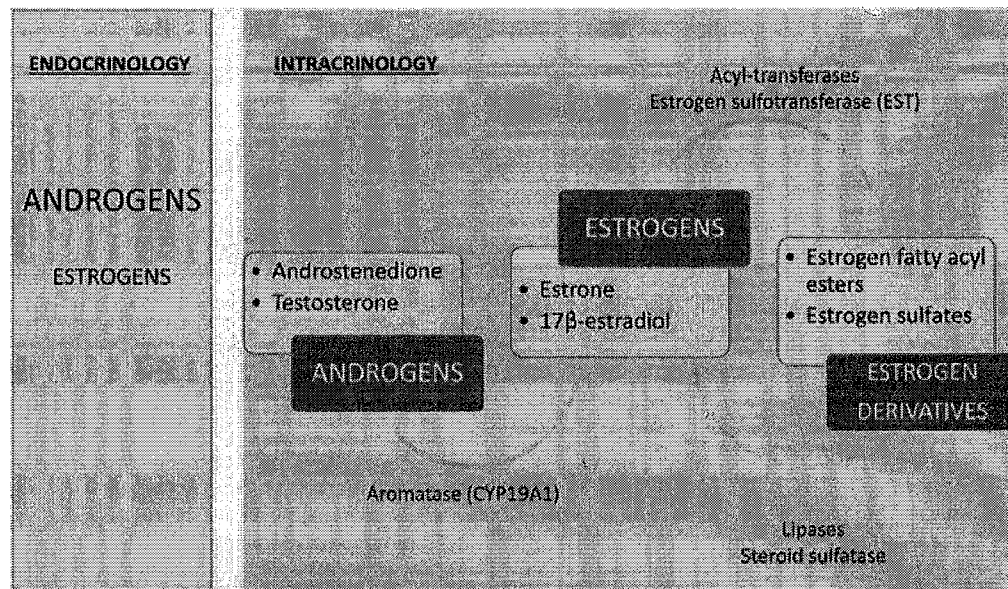 ENDOCRINOLOGY
ANDROGENS
ESTROGENS
INTRACRINOLOGY
Acyl-transferases
Estrogen sulfotransferase (EST)
• Androstenedione
• Testosterone
ANDROGENS
ESTROGENS
• Estrone
• 17β-estradiol
• Estrogen fatty acyl
esters
• Estrogen sulfates
ESTROGEN
DERIVATIVES
Aromatase (CYP19A1)
Lipases
Steroid sulfatase